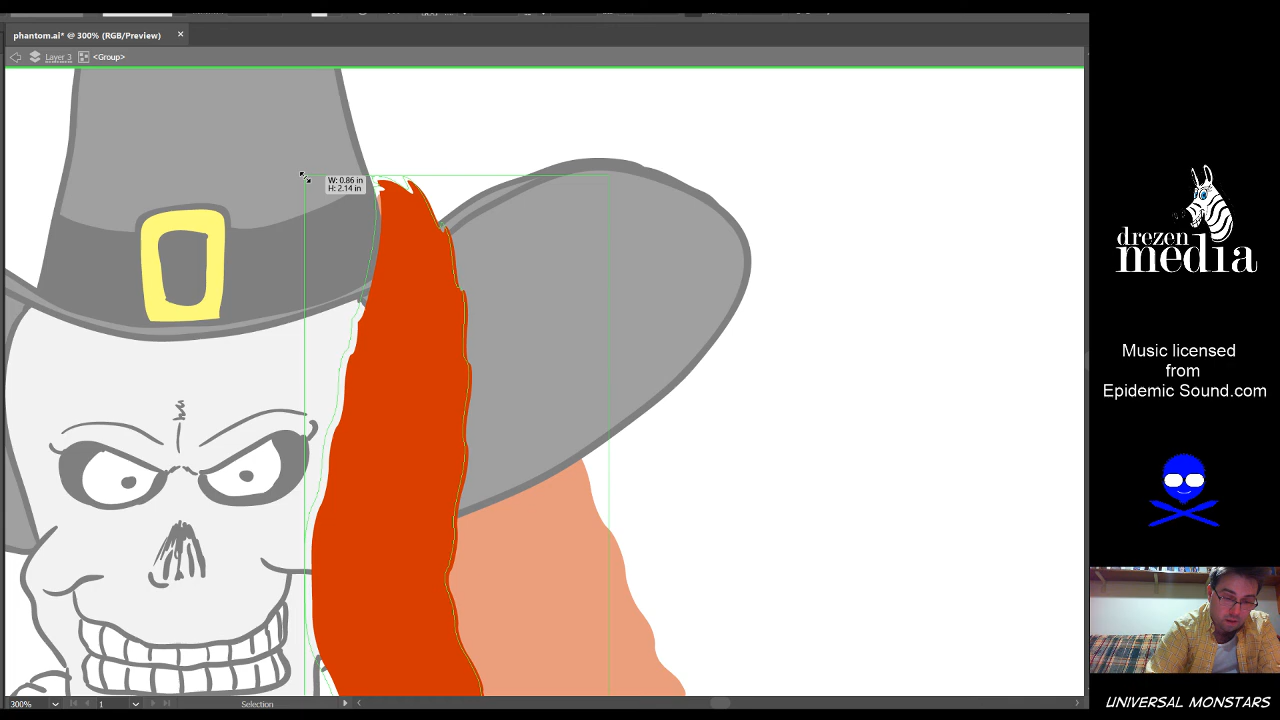 phantom.ai* @ 300% (RGB/Preview) ×
Layer 3 <Group>
W: 0.86 in
H: 2.14 in
drezen
media
Music licensed
from
Epidemic Sound.com
UNIVERSAL MONSTARS
300% 1 Selection